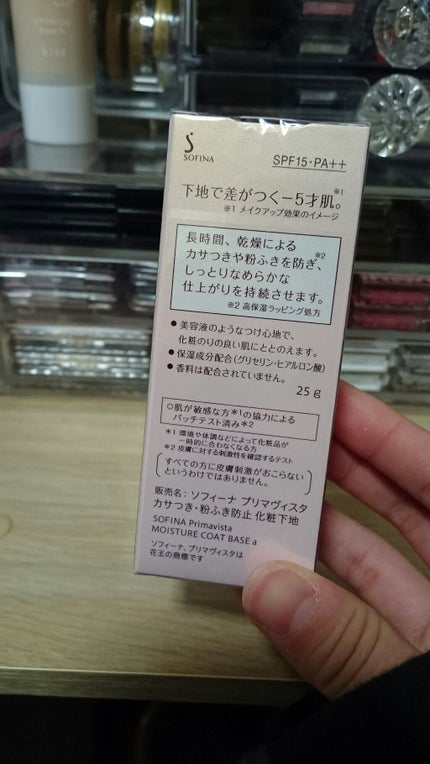 SOFINA
SPF15・PA++
下地で差がつく－5才肌。※1
※1 メイクアップ効果のイメージ
長時間、乾燥による
カサつきや粉ふきを防ぎ、※2
しっとりなめらかな
仕上がりを持続させます。
※2 高保湿ラッピング処方
●美容液のようなつけ心地で、
化粧のりの良い肌にととのえます。
●保湿成分配合(グリセリン・ヒアルロン酸)
●香料は配合されていません。
25g
○肌が敏感な方＊1の協力による
パッチテスト済み＊2
＊1 環境や体調などによって化粧品が
一時的に合わなくなる方
＊2 皮膚に対する刺激性を確認するテスト
(すべての方に皮膚刺激がおこらない
というわけではありません。)
販売名：ソフィーナ プリマヴィスタ
カサつき・粉ふき防止 化粧下地
SOFINA Primavista
MOISTURE COAT BASE a
ソフィーナ、プリマヴィスタは
花王の商標です